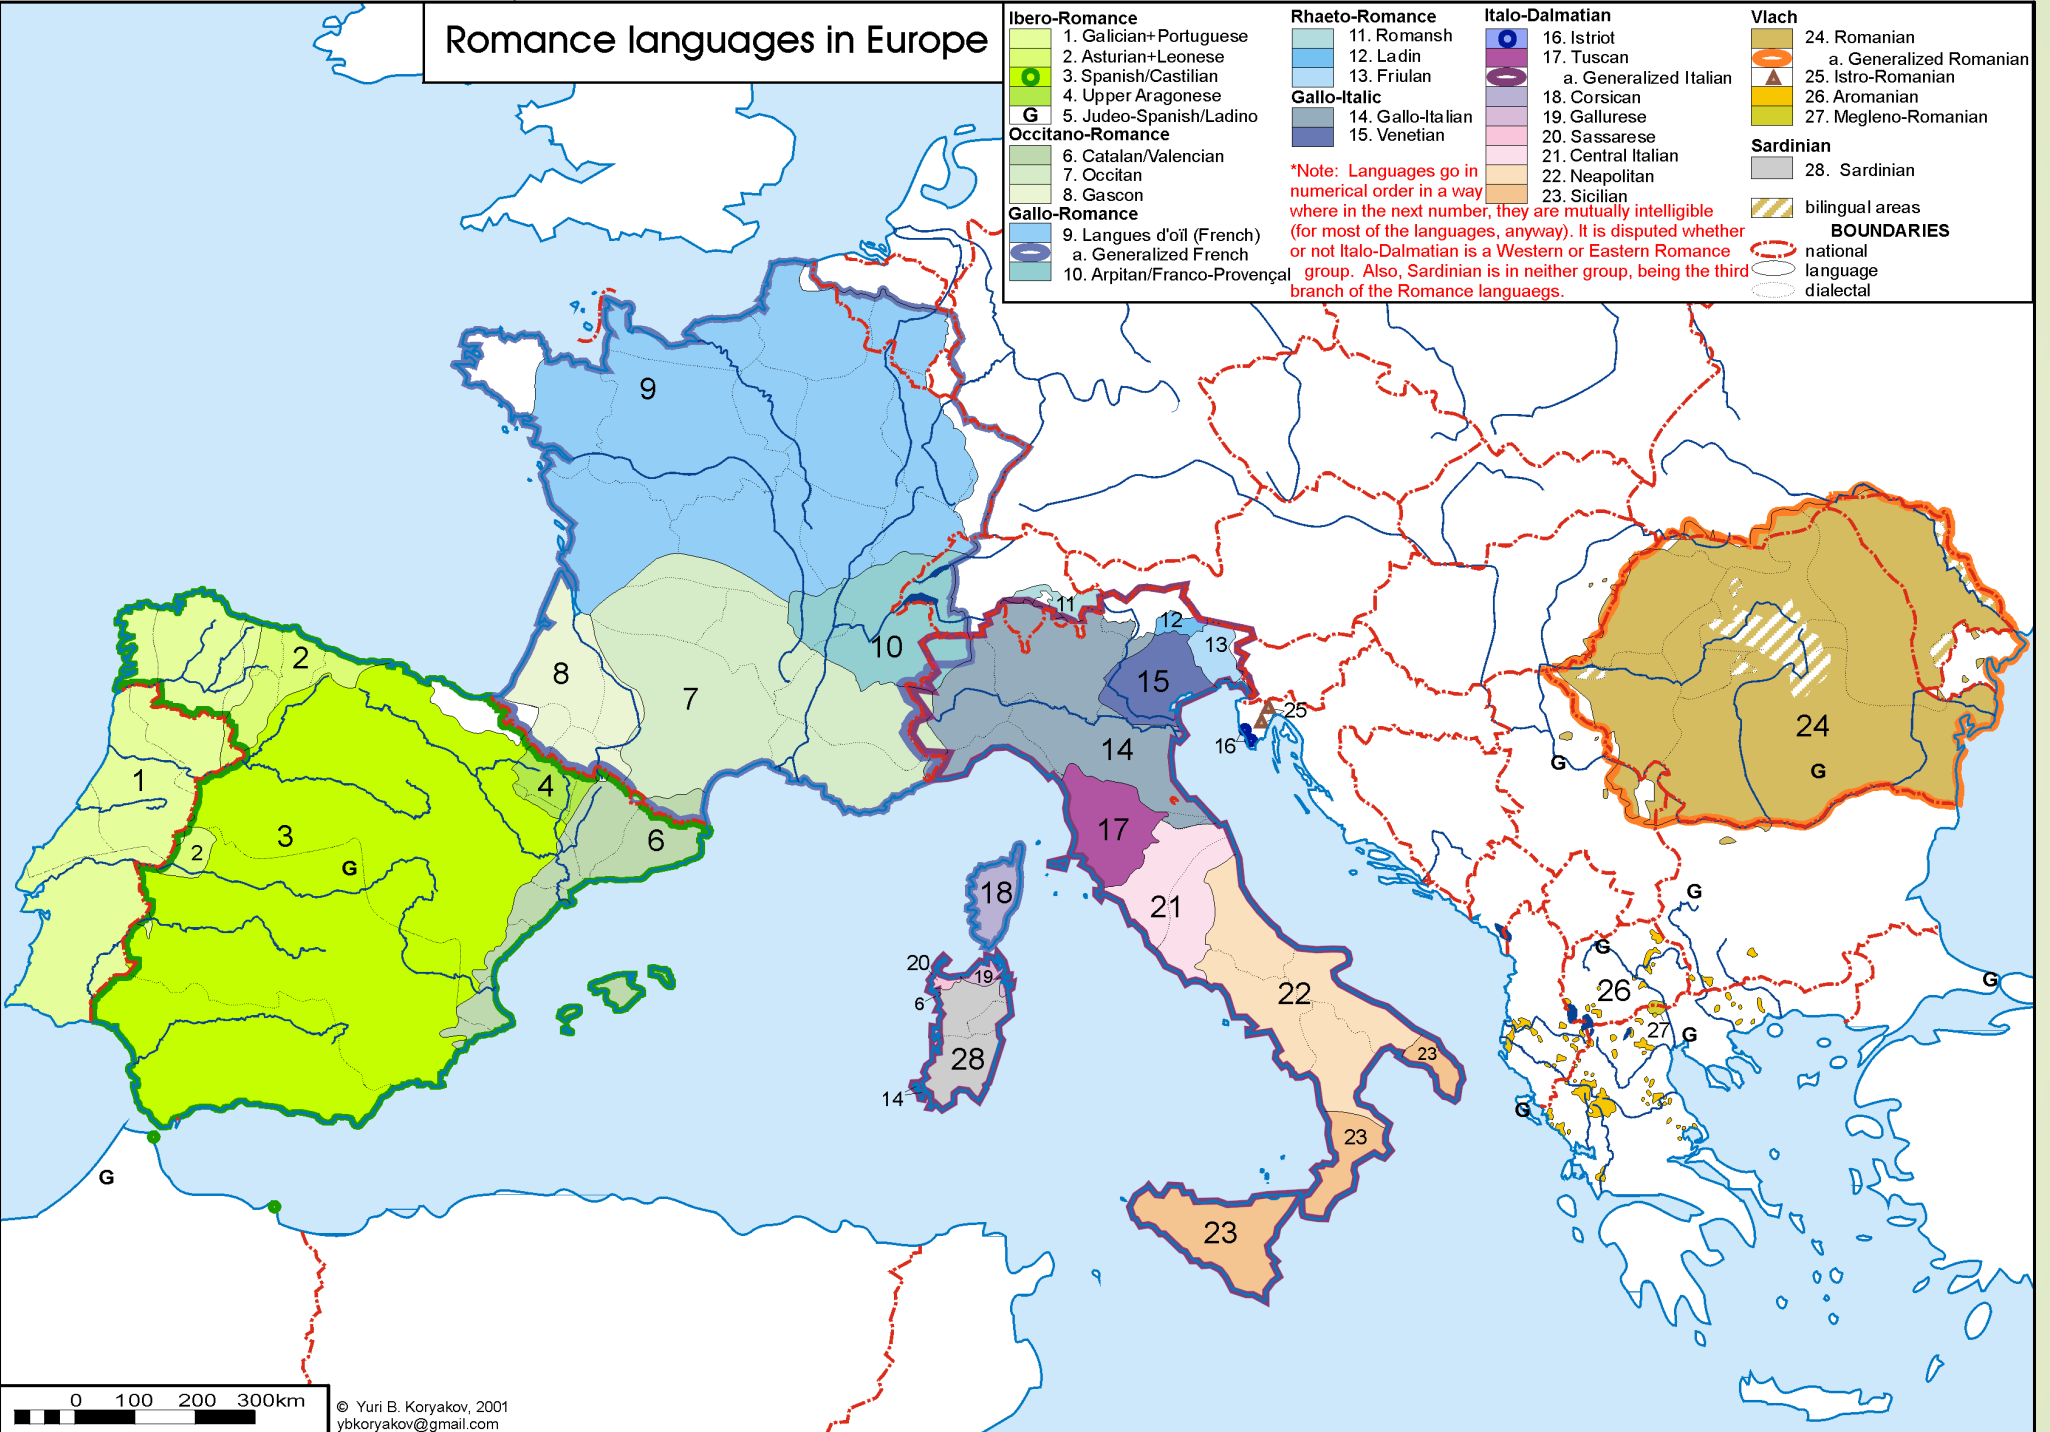 Romance languages in Europe
Ibero-Romance
1. Galician+Portuguese
2. Asturian+Leonese
3. Spanish/Castilian
4. Upper Aragonese
G 5. Judeo-Spanish/Ladino
Occitano-Romance
6. Catalan/Valencian
7. Occitan
8. Gascon
Gallo-Romance
9. Langues d'oïl (French)
a. Generalized French
10. Arpitan/Franco-Provençal
Rhaeto-Romance
11. Romansh
12. Ladin
13. Friulan
Gallo-Italic
14. Gallo-Italian
15. Venetian
*Note: Languages go in
numerical order in a way
where in the next number, they are mutually intelligible
(for most of the languages, anyway). It is disputed whether
or not Italo-Dalmatian is a Western or Eastern Romance
group. Also, Sardinian is in neither group, being the third
branch of the Romance languaegs.
Italo-Dalmatian
16. Istriot
17. Tuscan
a. Generalized Italian
18. Corsican
19. Gallurese
20. Sassarese
21. Central Italian
22. Neapolitan
23. Sicilian
Vlach
24. Romanian
a. Generalized Romanian
25. Istro-Romanian
26. Aromanian
27. Megleno-Romanian
Sardinian
28. Sardinian
bilingual areas
BOUNDARIES
national
language
dialectal
9
11
12
13
10
2
8
15
7
25
24
16
14
G
G
1
4
17
3
6
2
G
18
G
21
G
20
19
G
6
22
26
27
G
28
23
14
G
23
G
23
0 100 200 300km
© Yuri B. Koryakov, 2001
ybkoryakov@gmail.com